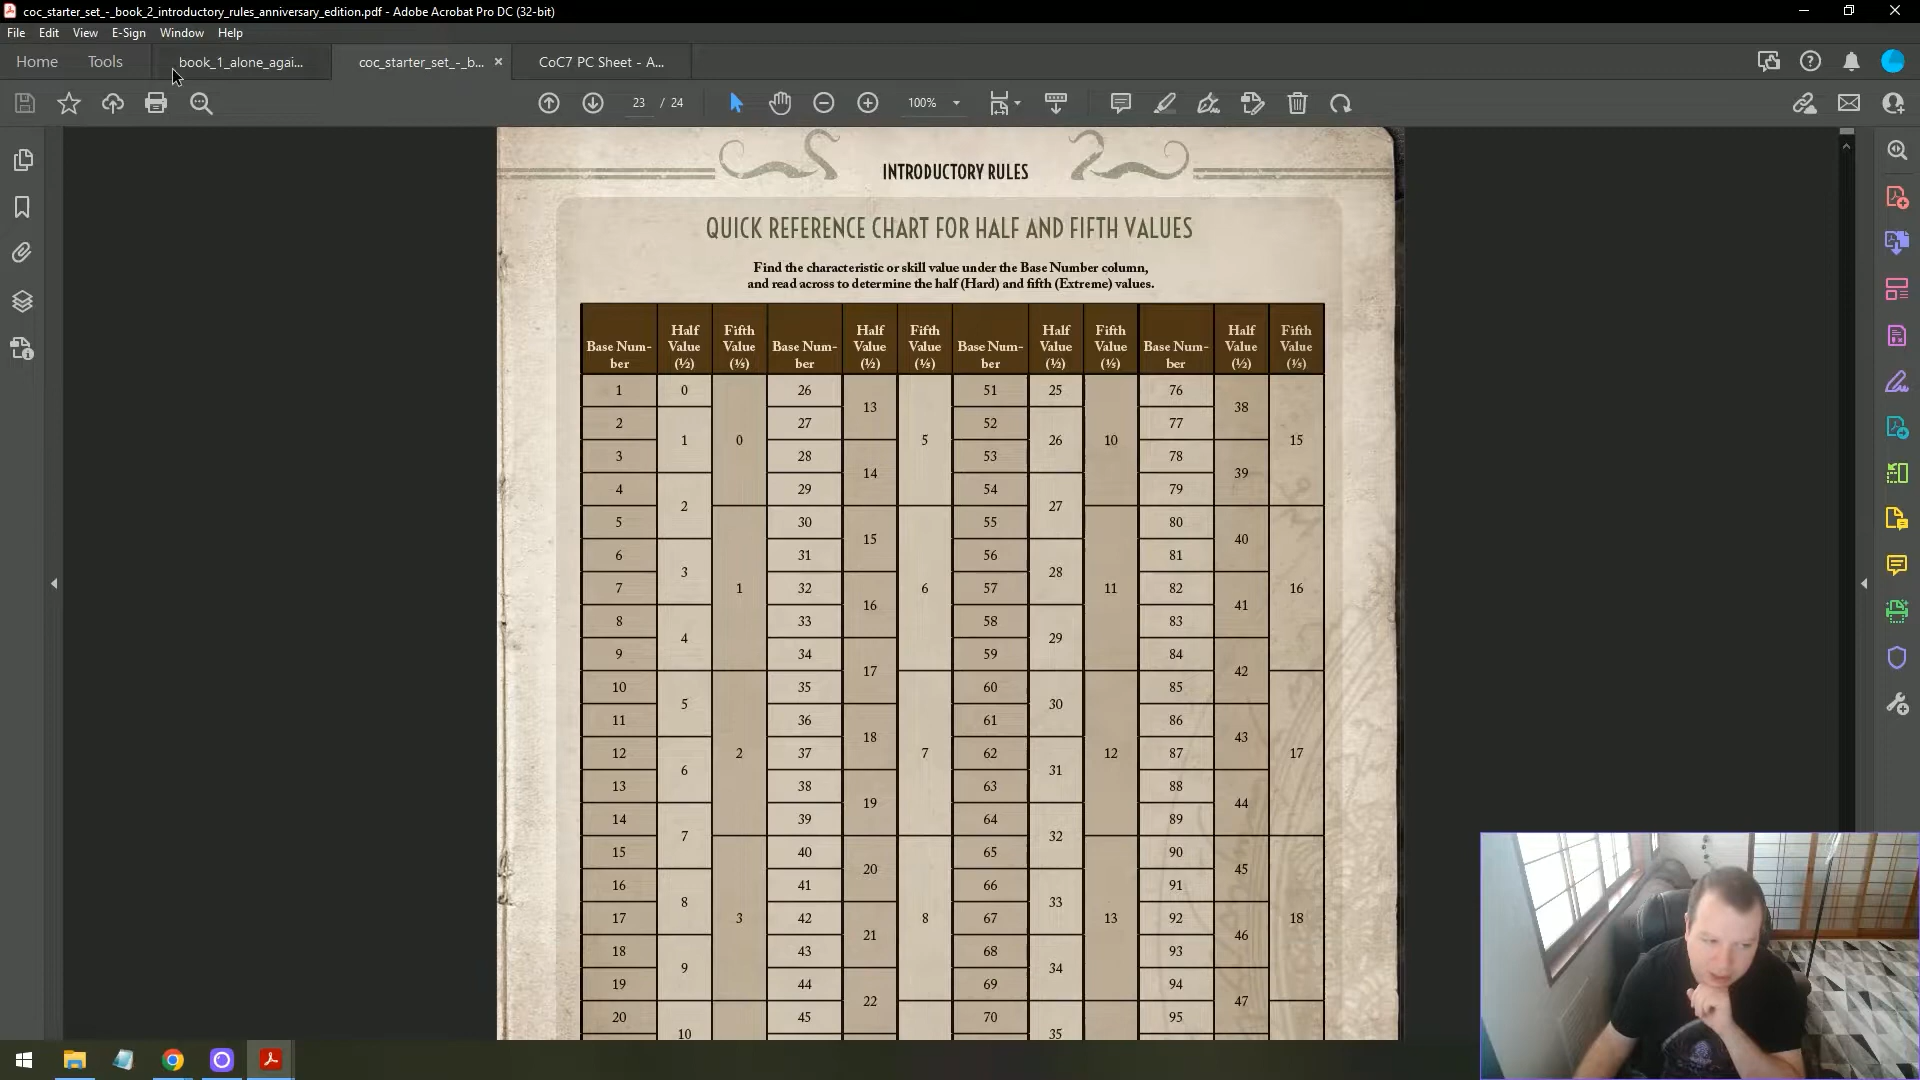 coc_starter_set_-_book_2_introductory_rules_anniversary_edition.pdf - Adobe Acrobat Pro DC (32-bit)
File Edit View E-Sign Window Help
Home Tools book_1_alone_agai... coc_starter_set_-_b... × CoC7 PC Sheet - A...
23 / 24 100%
INTRODUCTORY RULES
QUICK REFERENCE CHART FOR HALF AND FIFTH VALUES
Find the characteristic or skill value under the Base Number column,
and read across to determine the half (Hard) and fifth (Extreme) values.
Base Num-
ber Half
Value
(½) Fifth
Value
(⅕) Base Num-
ber Half
Value
(½) Fifth
Value
(⅕) Base Num-
ber Half
Value
(½) Fifth
Value
(⅕) Base Num-
ber Half
Value
(½) Fifth
Value
(⅕)
1 0 26 51 25 76
13 38
2 27 52 77
1 0 5 26 10 15
3 28 53 78
14 39
4 29 54 79
2 27
5 30 55 80
15 40
6 31 56 81
3 28
7 1 32 6 57 11 82 16
16 41
8 33 58 83
4 29
9 34 59 84
17 42
10 35 60 85
5 30
11 36 61 86
18 43
12 2 37 7 62 12 87 17
6 31
13 38 63 88
19 44
14 39 64 89
7 32
15 40 65 90
20 45
16 41 66 91
8 33
17 3 42 8 67 13 92 18
21 46
18 43 68 93
9 34
19 44 69 94
22 47
20 45 70 95
10 35